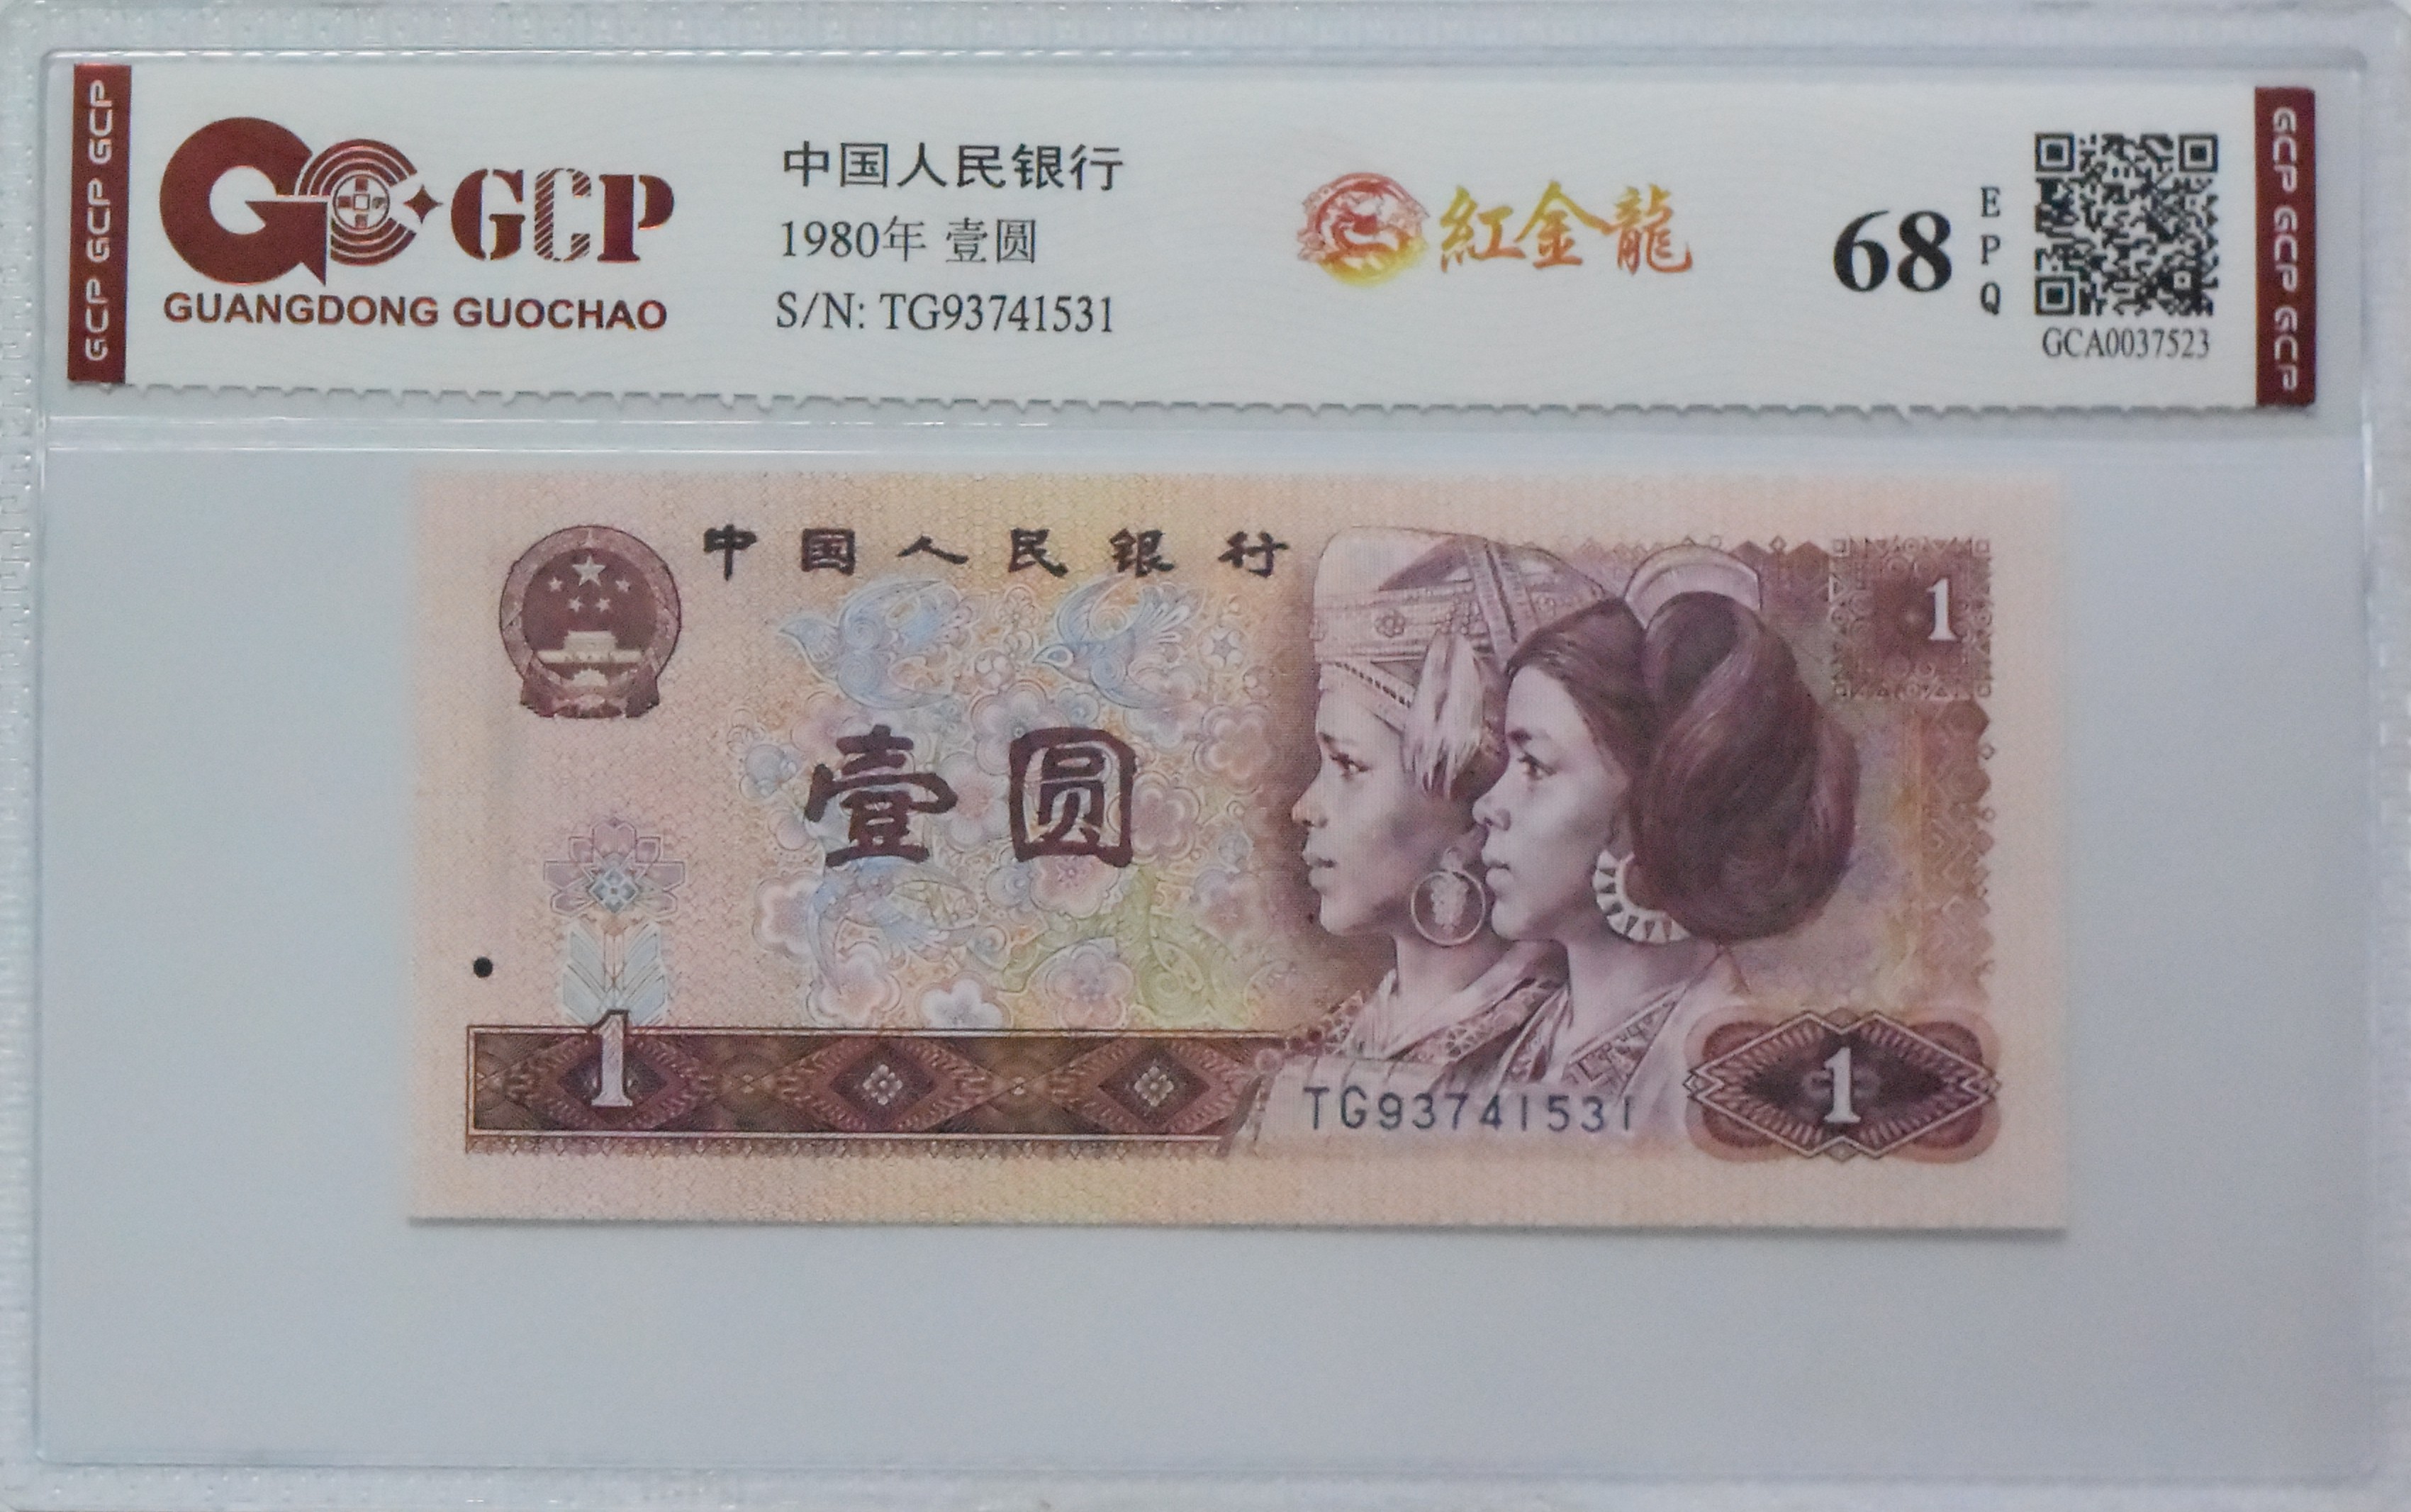 GCP GCP GCP
GCP
GUANGDONG GUOCHAO
中国人民银行
1980年 壹圆
S/N: TG93741531
紅金龍
68
EPQ
GCA0037523
GCP GCP GCP
中国人民银行
1
壹圆
1
TG93741531
1